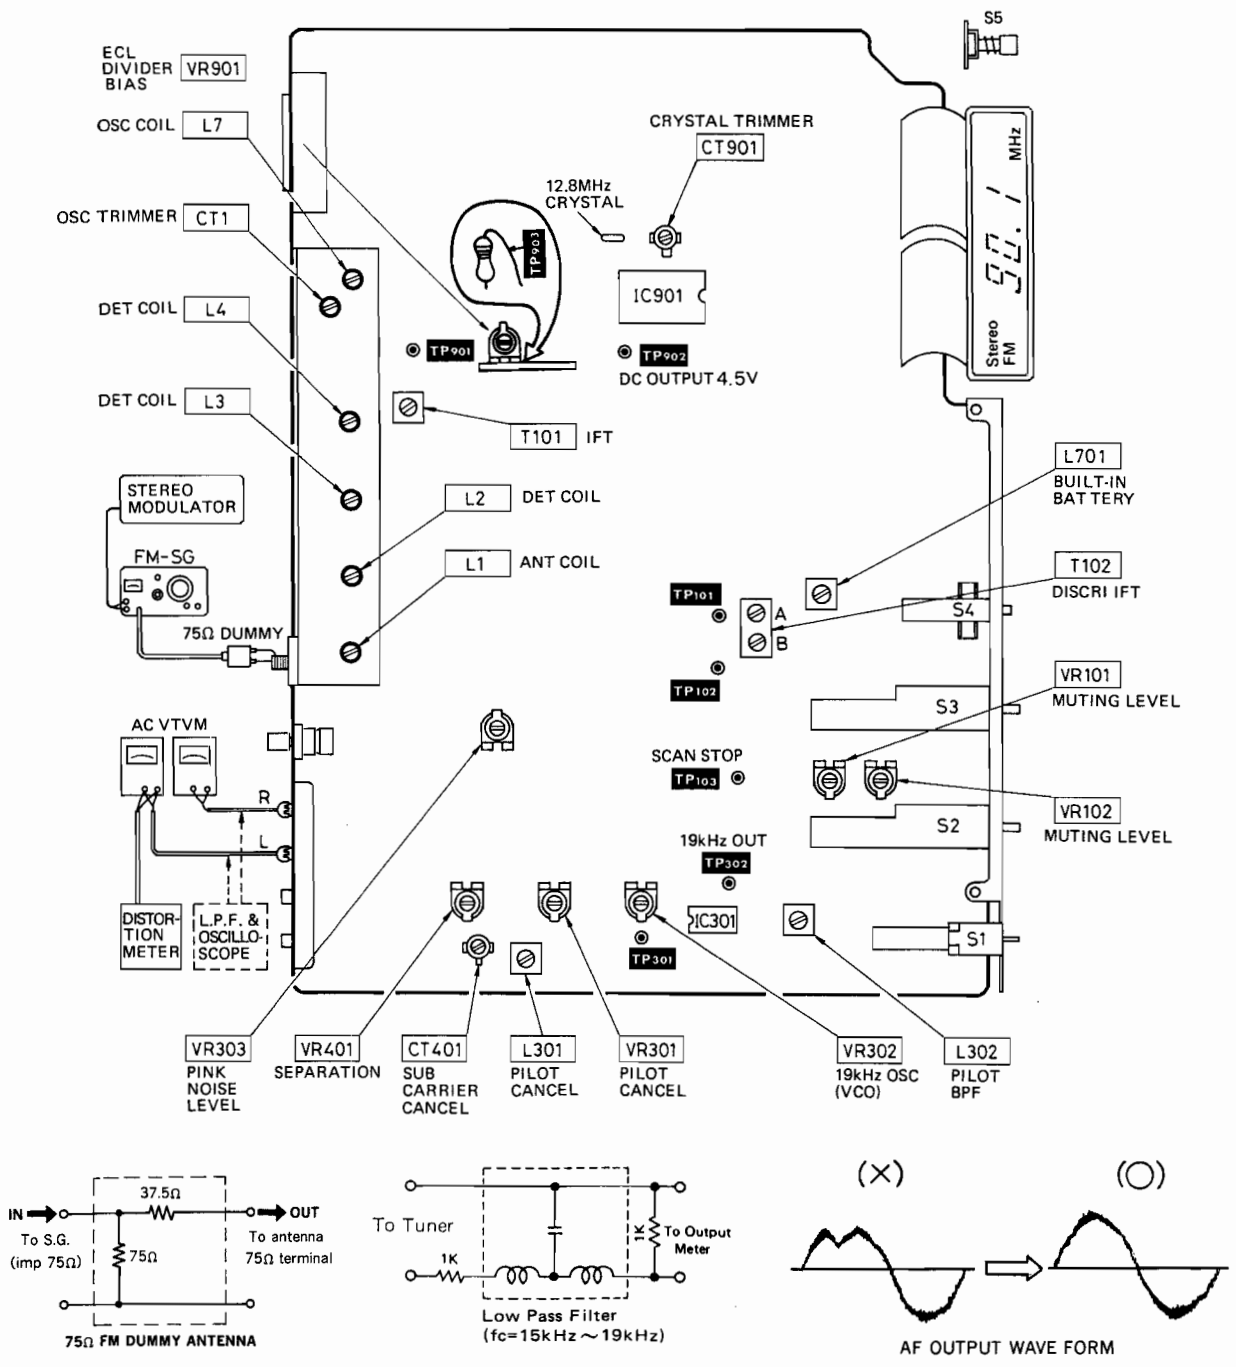 S5
ECL
DIVIDER
BIAS
VR901
OSC COIL L7
OSC TRIMMER CT1
DET COIL L4
DET COIL L3
CRYSTAL TRIMMER
CT901
12.8MHz
CRYSTAL
TP903
IC901
TP901
TP902
DC OUTPUT 4.5V
Stereo
FM
90.1
MHz
T101 IFT
L2 DET COIL
L1 ANT COIL
STEREO
MODULATOR
FM-SG
75Ω DUMMY
L701
BUILT-IN
BATTERY
T102
DISCRI IFT
TP101
A
B
TP102
S4
S3
VR101
MUTING LEVEL
SCAN STOP
TP103
VR102
MUTING LEVEL
S2
AC VTVM
R
L
DISTOR-
TION
METER
L.P.F. &
OSCILLO-
SCOPE
19kHz OUT
TP302
IC301
TP301
S1
VR303
PINK
NOISE
LEVEL
VR401
SEPARATION
CT401
SUB
CARRIER
CANCEL
L301
PILOT
CANCEL
VR301
PILOT
CANCEL
VR302
19kHz OSC
(VCO)
L302
PILOT
BPF
IN
To S.G.
(imp 75Ω)
37.5Ω
75Ω
OUT
To antenna
75Ω terminal
75Ω FM DUMMY ANTENNA
To Tuner
1K
1K
To Output
Meter
Low Pass Filter
(fc=15kHz～19kHz)
(×)
(○)
AF OUTPUT WAVE FORM